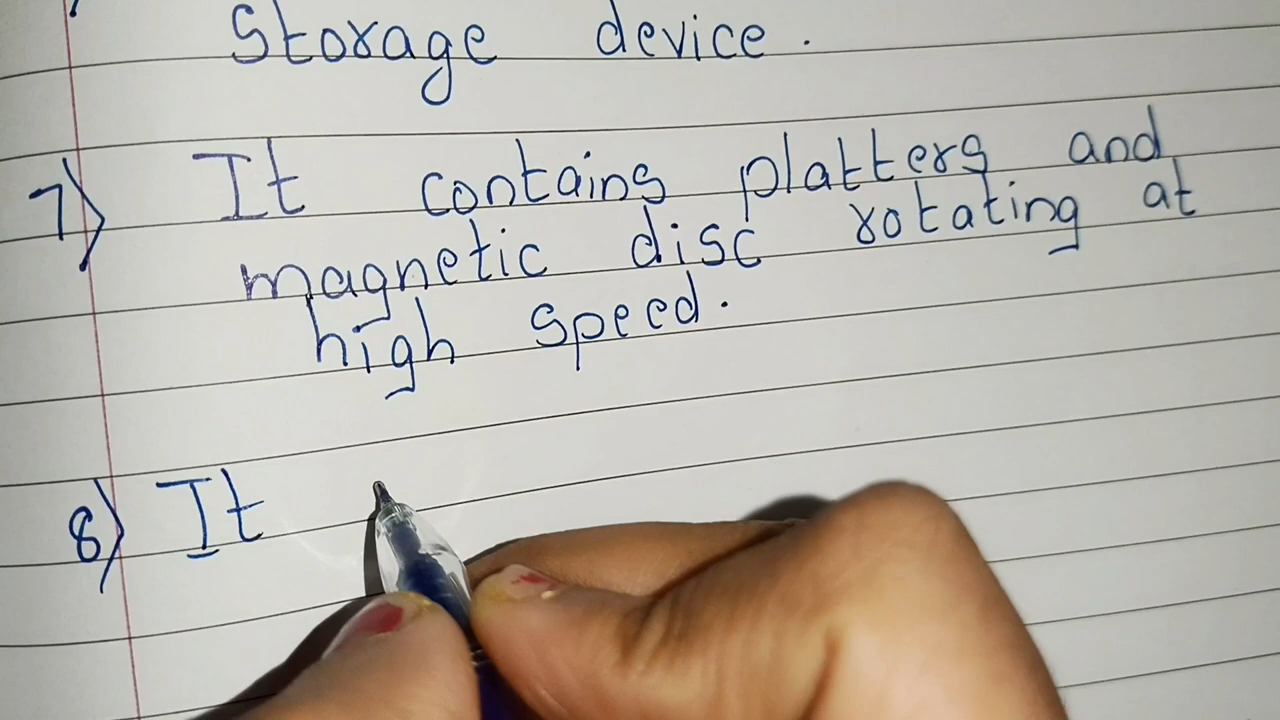 Storage device.
7) It contains platters and
magnetic disc rotating at
high speed.
8) It